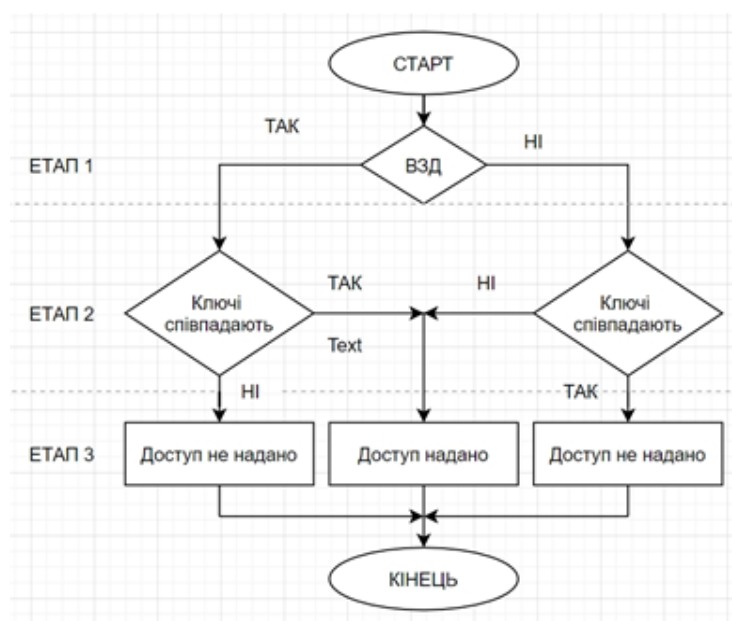 СТАРТ
ТАК
НІ
ЕТАП 1
ВЗД
ТАК
НІ
ЕТАП 2
Ключі
співпадають
Ключі
співпадають
Text
НІ
ТАК
ЕТАП 3
Доступ не надано
Доступ надано
Доступ не надано
КІНЕЦЬ